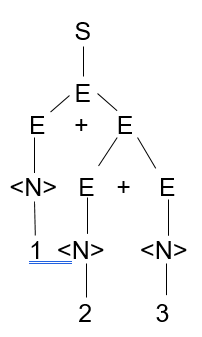 S
E
E + E
<N> E + E
1 <N> <N>
2 3